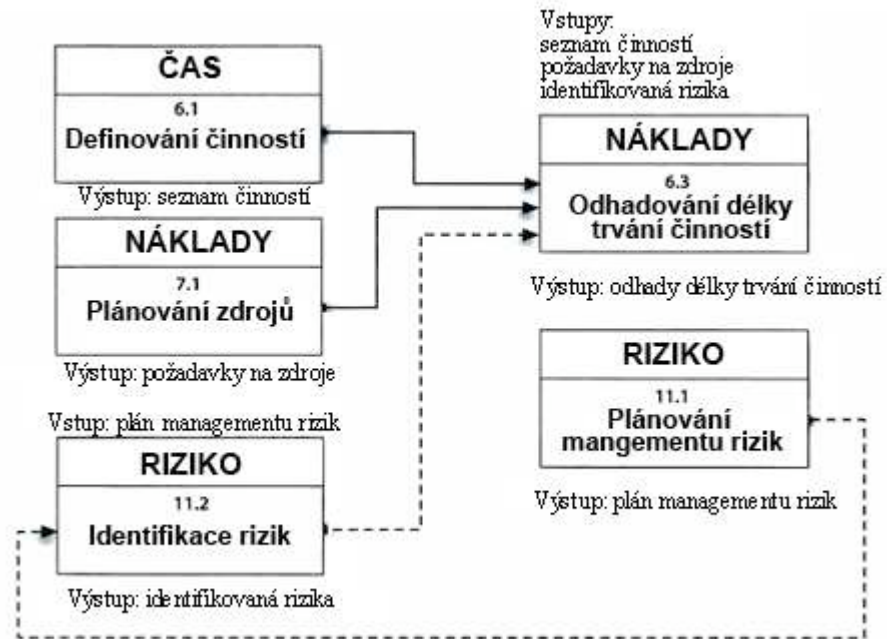 ČAS
6.1
Definování činností
Výstup: seznam činností
NÁKLADY
7.1
Plánování zdrojů
Výstup: požadavky na zdroje
Vstup: plán managementu rizik
RIZIKO
11.2
Identifikace rizik
Výstup: identifikovaná rizika
Vstupy:
seznam činností
požadavky na zdroje
identifikovaná rizika
NÁKLADY
6.3
Odhadování délky
trvání činností
Výstup: odhady délky trvání činností
RIZIKO
11.1
Plánování
mangementu rizik
Výstup: plán managementu rizik